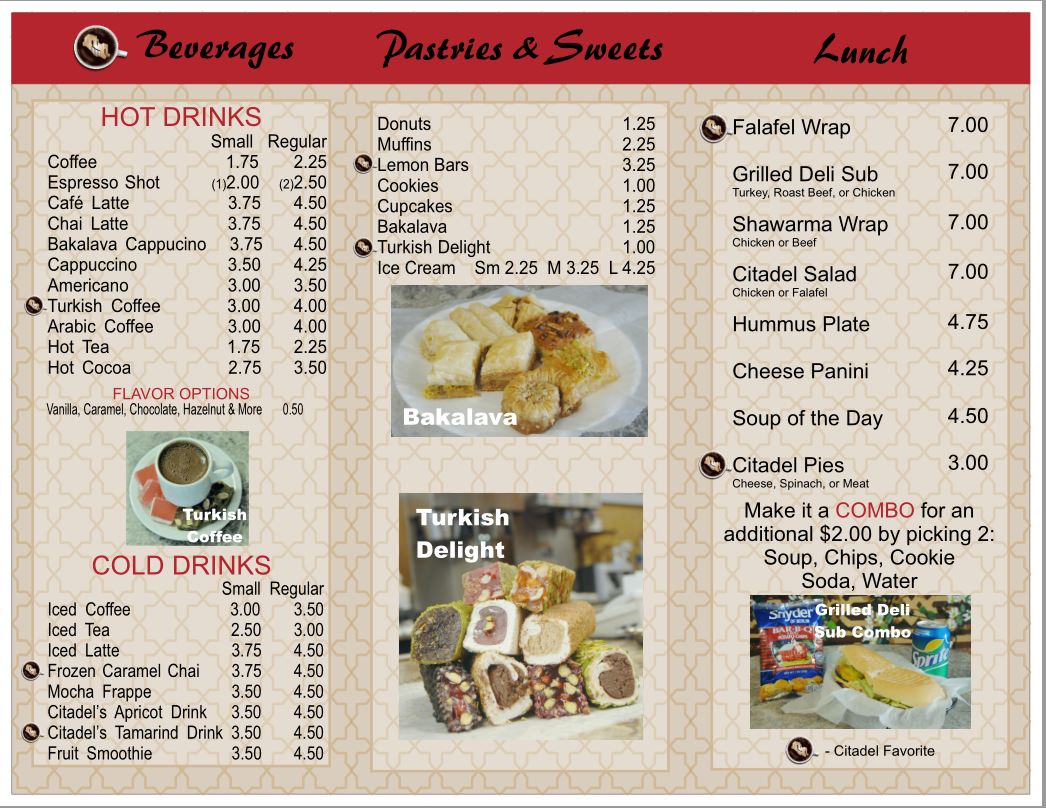 Beverages
Pastries & Sweets
Lunch
HOT DRINKS
Small Regular
Coffee 1.75 2.25
Espresso Shot (1)2.00 (2)2.50
Café Latte 3.75 4.50
Chai Latte 3.75 4.50
Bakalava Cappucino 3.75 4.50
Cappuccino 3.50 4.25
Americano 3.00 3.50
Turkish Coffee 3.00 4.00
Arabic Coffee 3.00 4.00
Hot Tea 1.75 2.25
Hot Cocoa 2.75 3.50
FLAVOR OPTIONS
Vanilla, Caramel, Chocolate, Hazelnut & More 0.50
Turkish
Coffee
COLD DRINKS
Small Regular
Iced Coffee 3.00 3.50
Iced Tea 2.50 3.00
Iced Latte 3.75 4.50
Frozen Caramel Chai 3.75 4.50
Mocha Frappe 3.50 4.50
Citadel's Apricot Drink 3.50 4.50
Citadel's Tamarind Drink 3.50 4.50
Fruit Smoothie 3.50 4.50
Donuts 1.25
Muffins 2.25
Lemon Bars 3.25
Cookies 1.00
Cupcakes 1.25
Bakalava 1.25
Turkish Delight 1.00
Ice Cream Sm 2.25 M 3.25 L 4.25
Bakalava
Turkish
Delight
Falafel Wrap 7.00
Grilled Deli Sub 7.00
Turkey, Roast Beef, or Chicken
Shawarma Wrap 7.00
Chicken or Beef
Citadel Salad 7.00
Chicken or Falafel
Hummus Plate 4.75
Cheese Panini 4.25
Soup of the Day 4.50
Citadel Pies 3.00
Cheese, Spinach, or Meat
Make it a COMBO for an
additional $2.00 by picking 2:
Soup, Chips, Cookie
Soda, Water
Grilled Deli
Sub Combo
Snyder
BAR-B-Q
Sprite
- Citadel Favorite